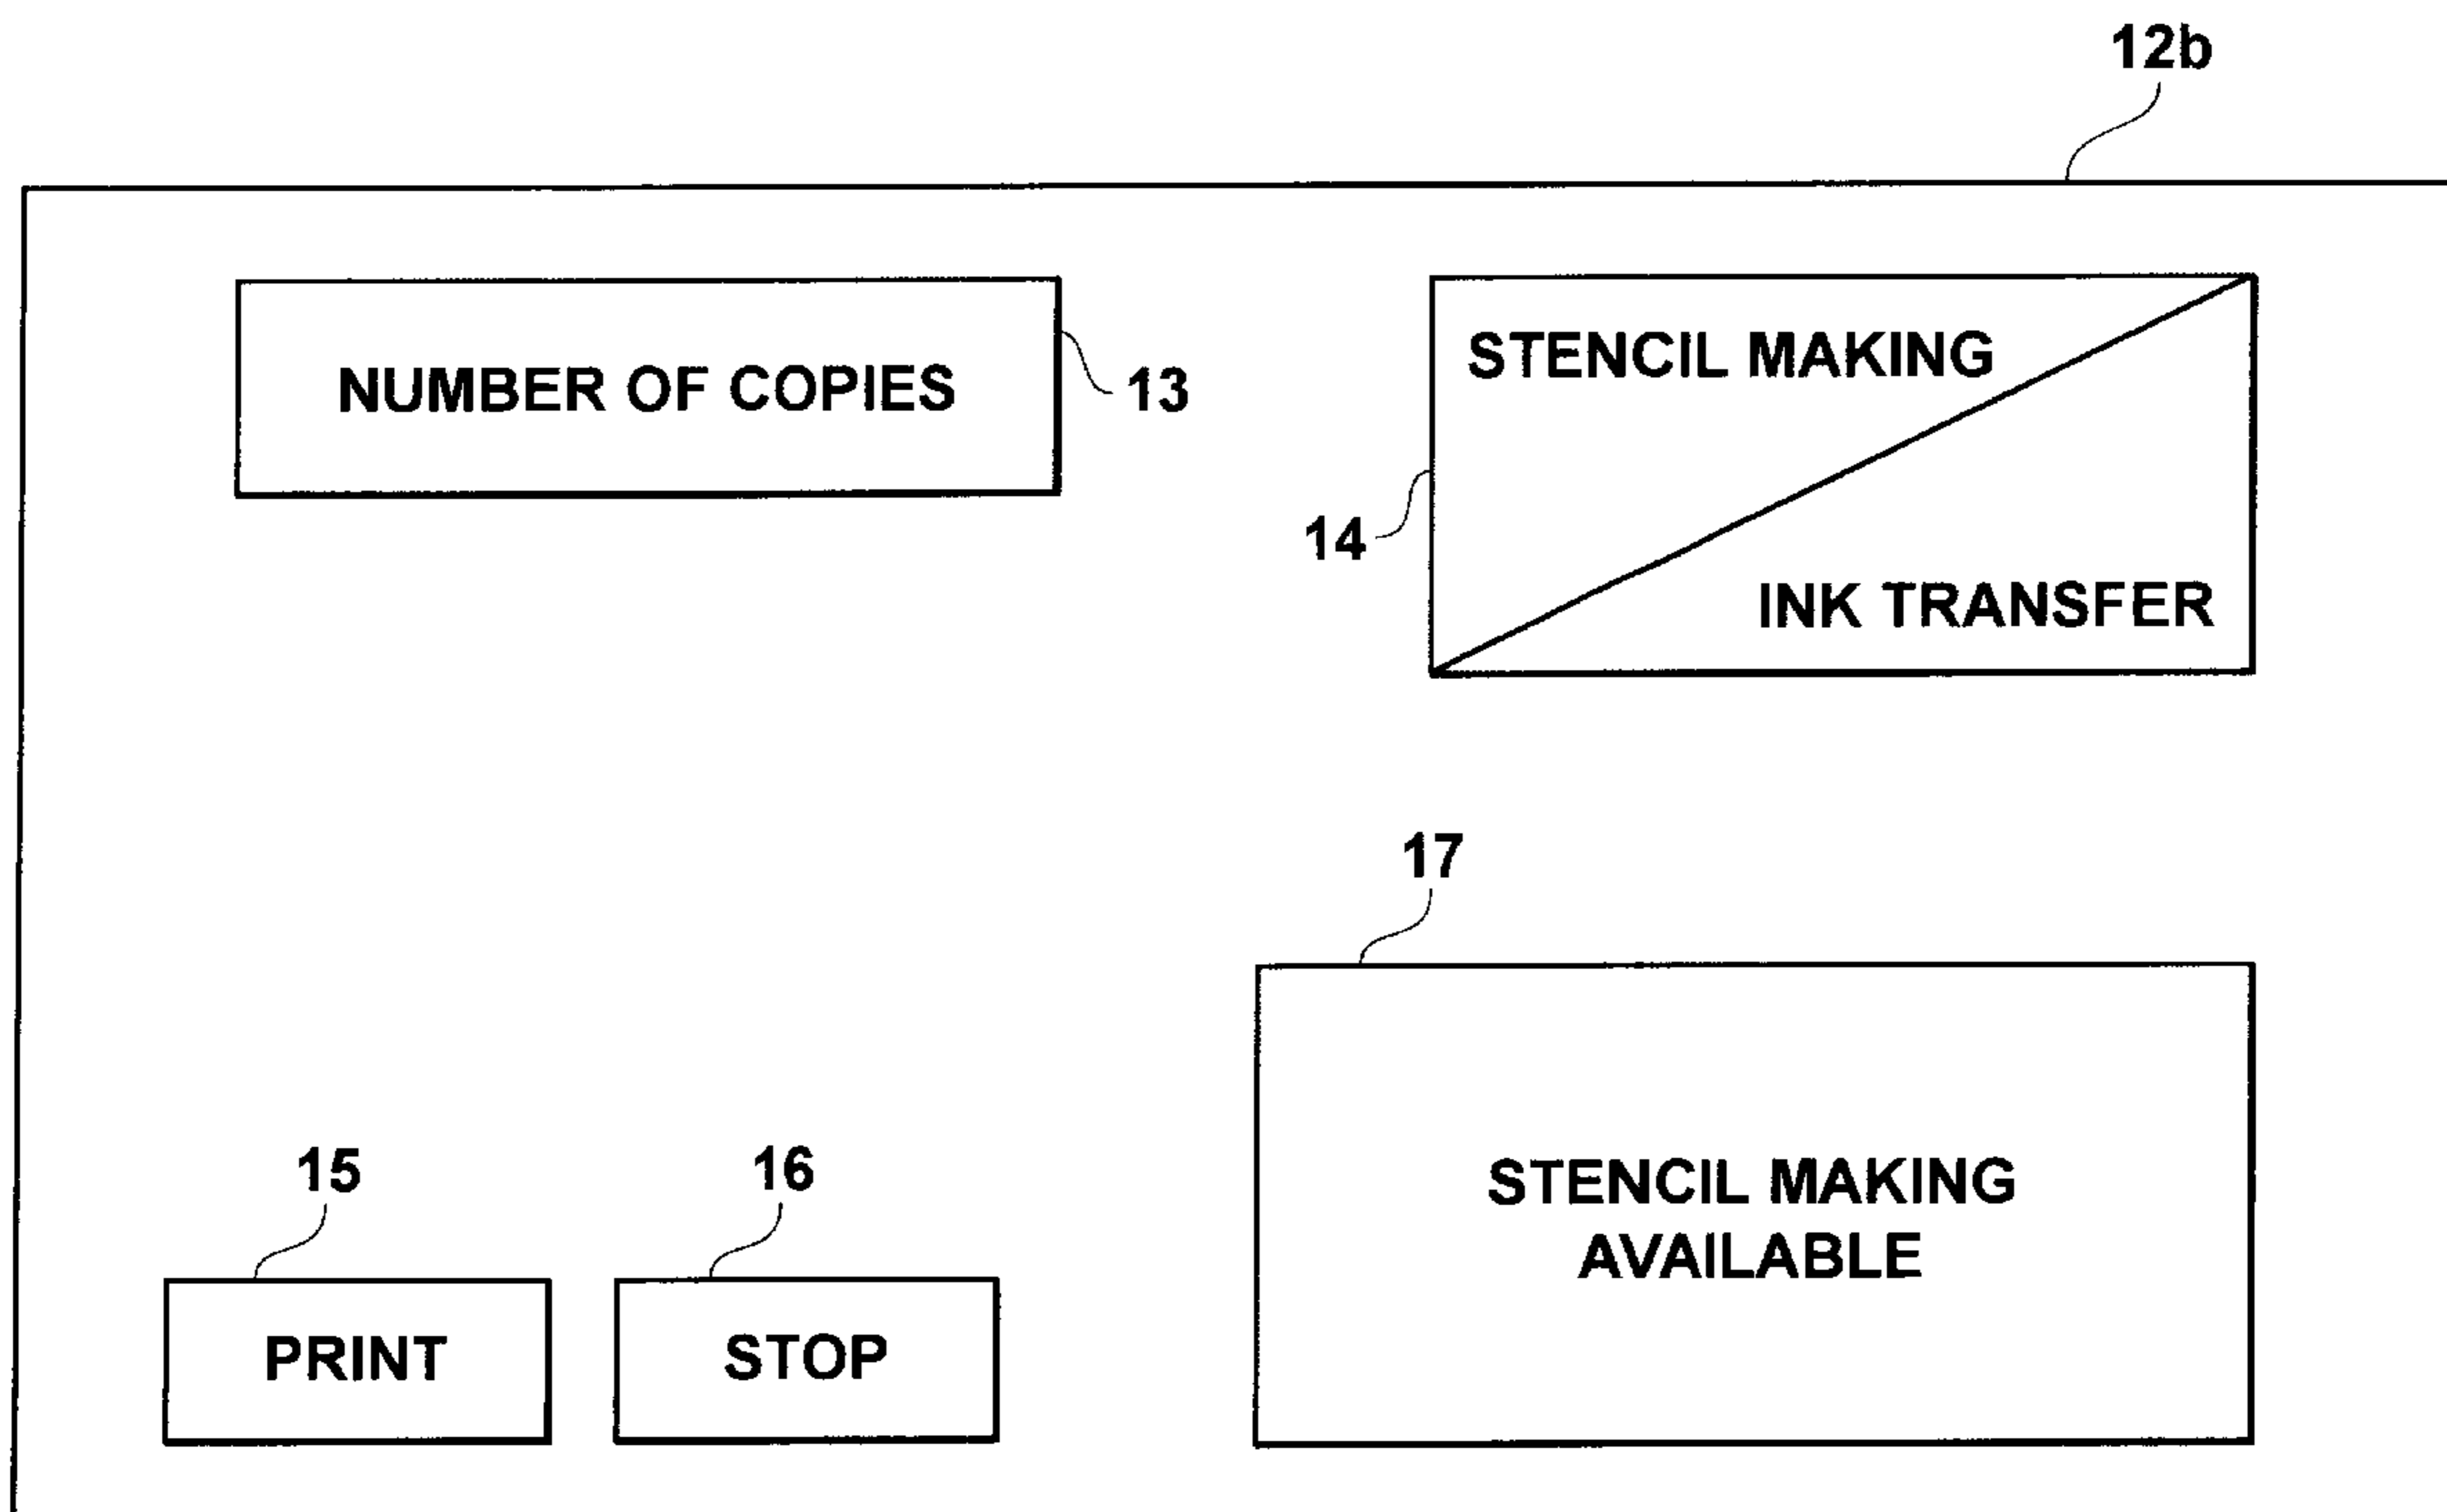 12b
NUMBER OF COPIES
13
STENCIL MAKING
14
INK TRANSFER
17
15
16
STENCIL MAKING
AVAILABLE
PRINT
STOP